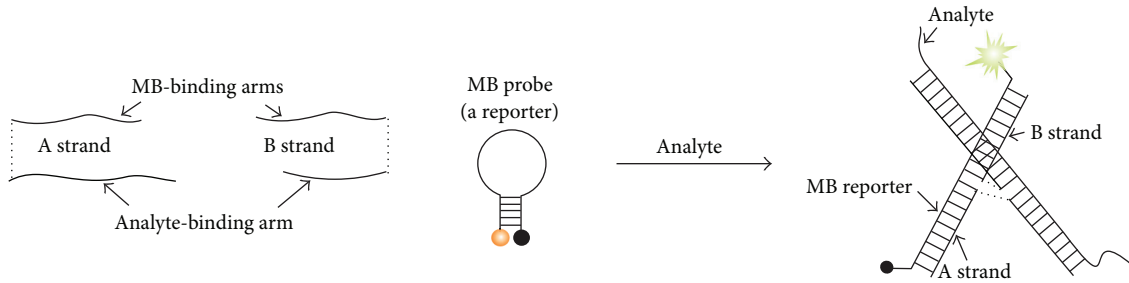 MB-binding arms
A strand
B strand
Analyte-binding arm
MB probe
(a reporter)
Analyte
Analyte
B strand
MB reporter
A strand